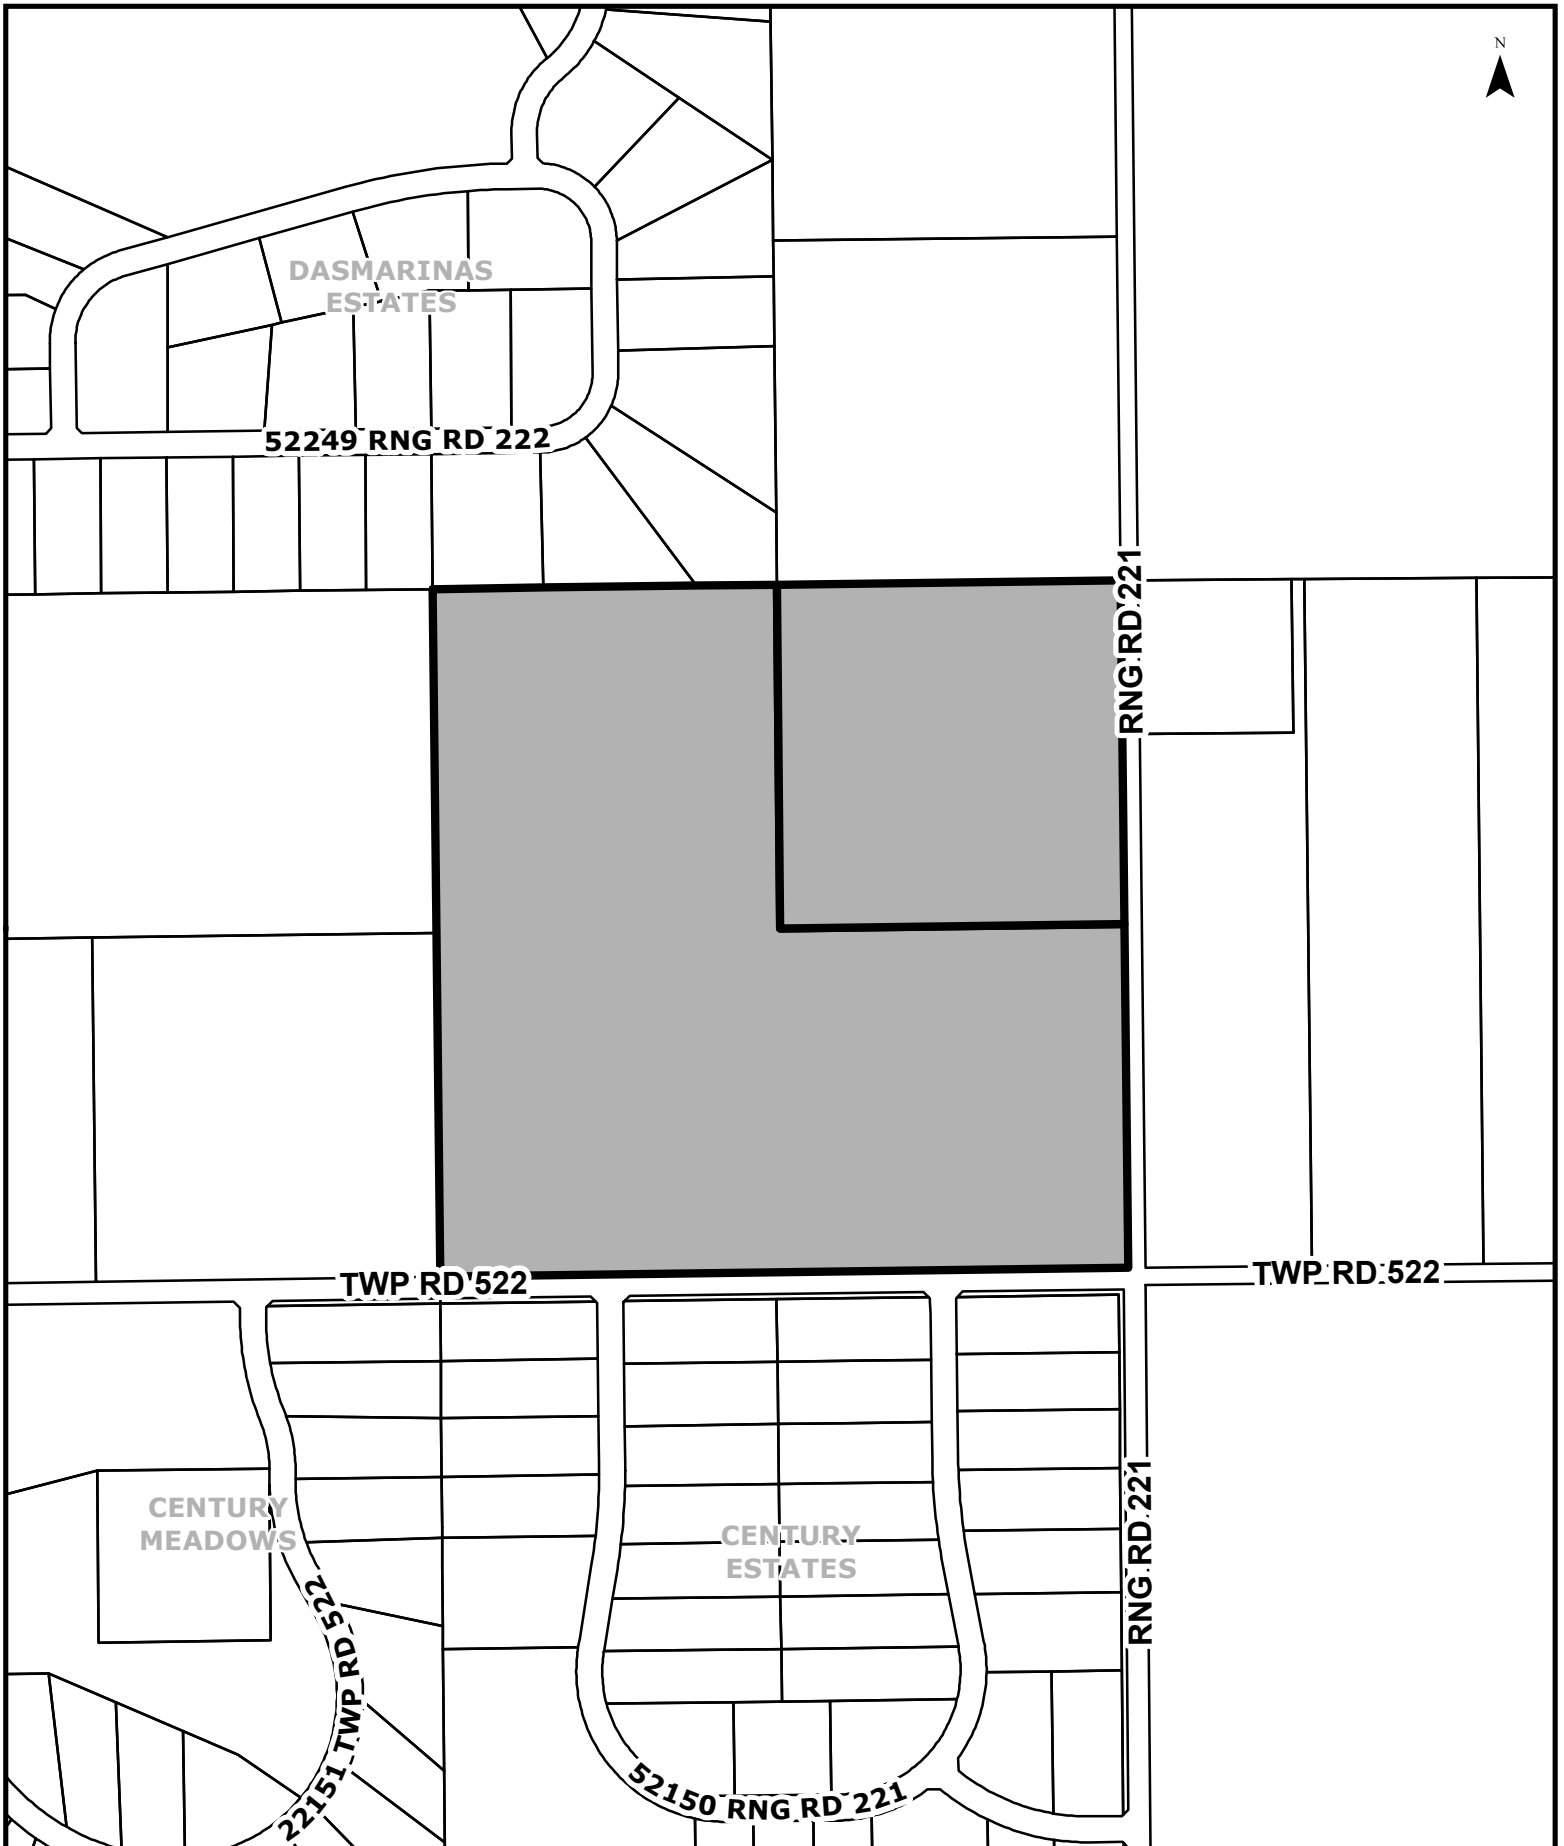 N
DASMARINAS
ESTATES
52249 RNG RD 222
RNG RD 221
TWP RD 522
TWP RD 522
CENTURY
MEADOWS
CENTURY
ESTATES
RNG RD 221
22151 TWP RD 522
52150 RNG RD 221